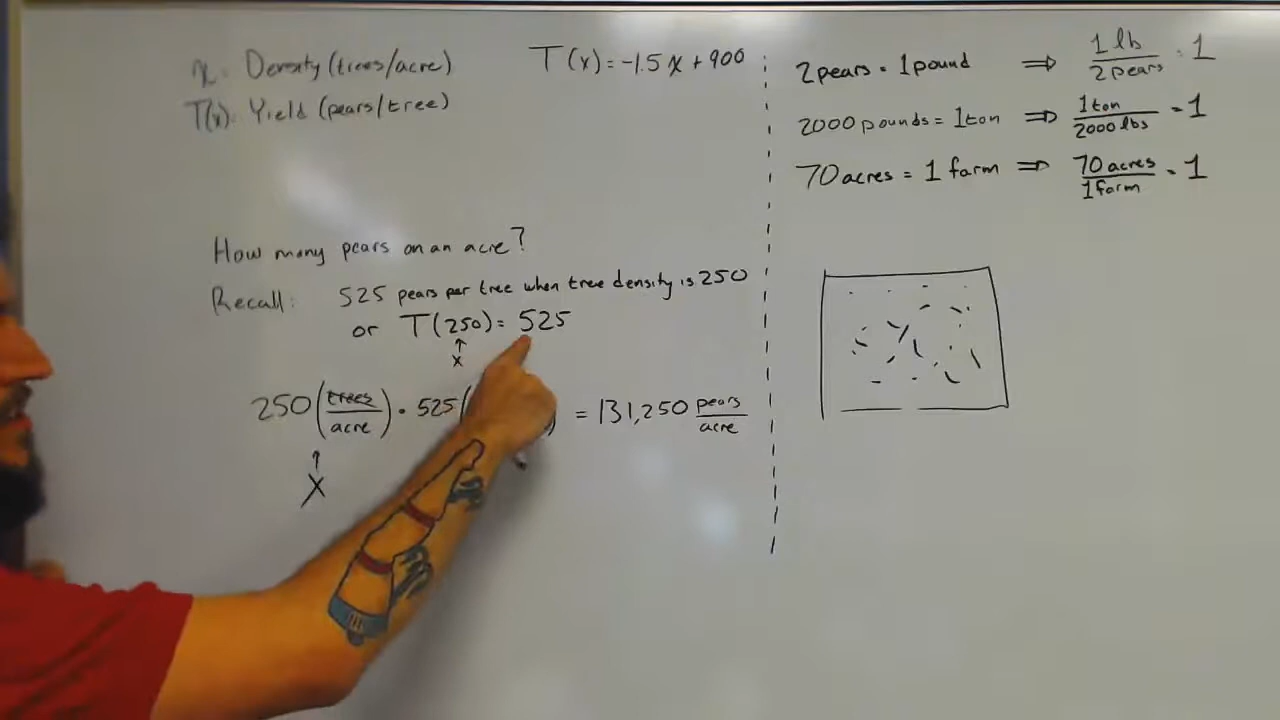 x: Density (trees/acre)
T(x) = -1.5x + 900
T(x): Yield (pears/tree)
How many pears on an acre?
Recall: 525 pears per tree when tree density is 250
or T(250) = 525
↑
x
250 (trees/acre) · 525 ( ) = 131,250 pears/acre
↑
X
2 pears = 1 pound ⇒ 1 lb/2 pears = 1
2000 pounds = 1 ton ⇒ 1 ton/2000 lbs = 1
70 acres = 1 farm ⇒ 70 acres/1 farm = 1